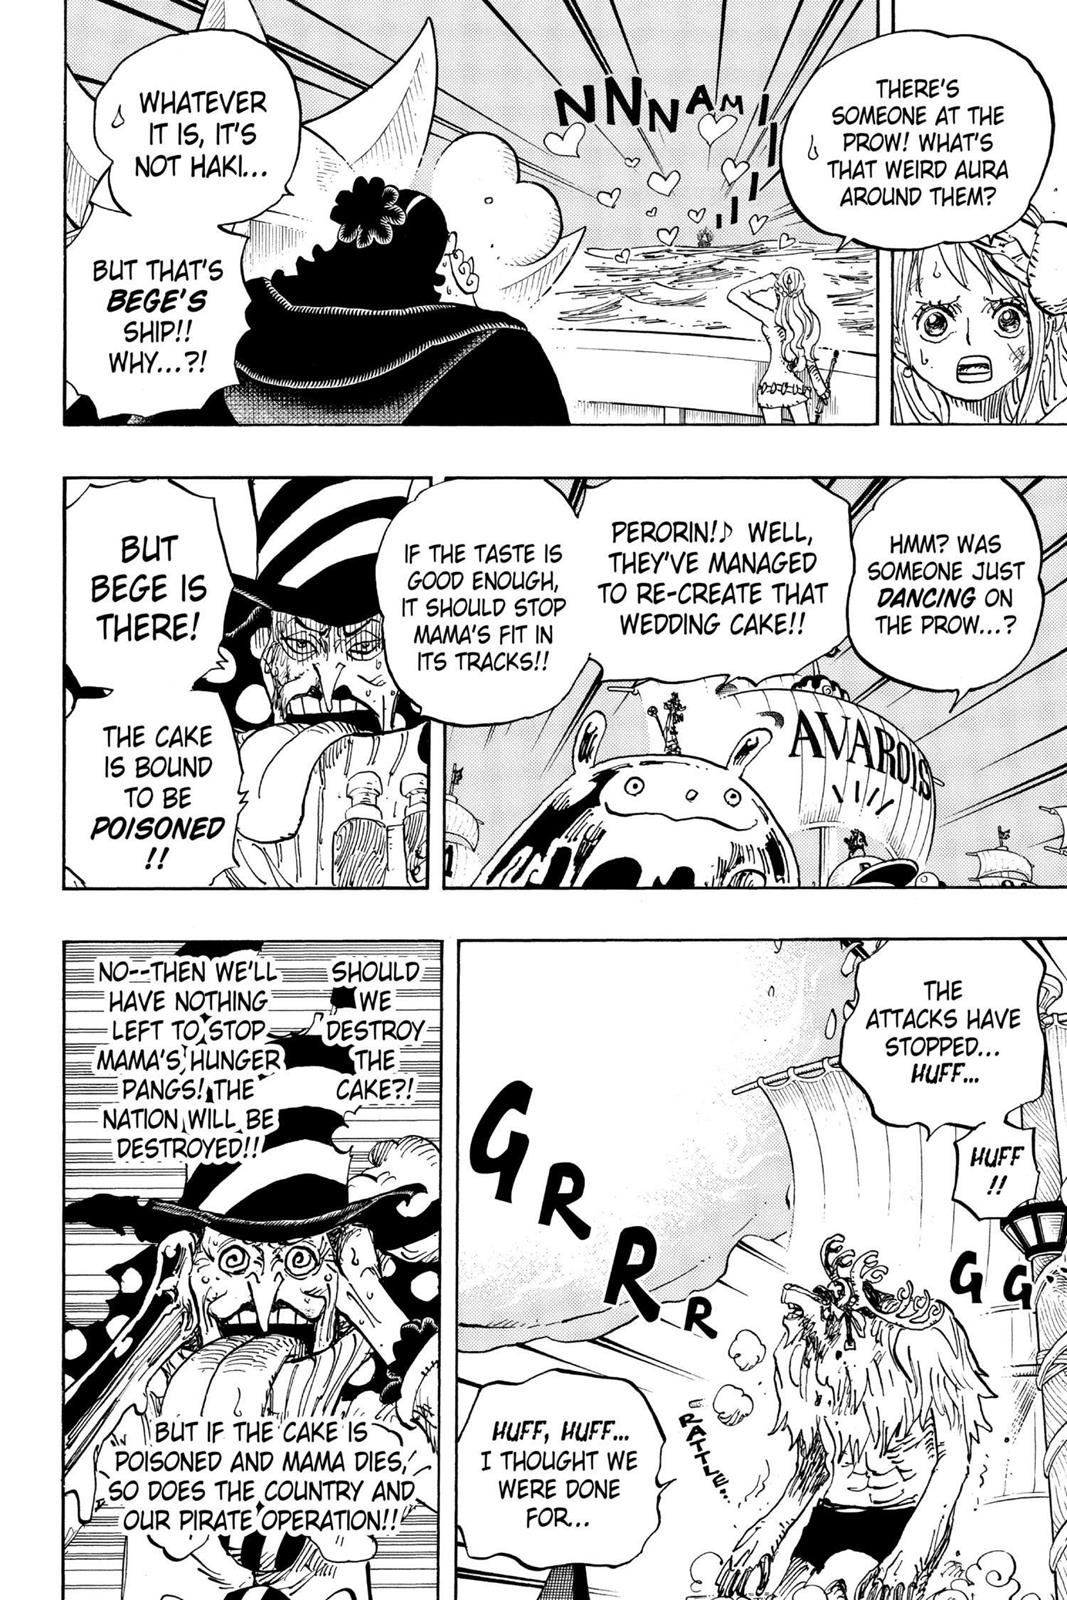 THERE'S
SOMEONE AT THE
PROW! WHAT'S
THAT WEIRD AURA
AROUND THEM?
NNNAMIIIII
WHATEVER
IT IS, IT'S
NOT HAKI...
BUT THAT'S
BEGE'S
SHIP!!
WHY...?!
HMM? WAS
SOMEONE JUST
DANCING ON
THE PROW...?
PERORIN!♪ WELL,
THEY'VE MANAGED
TO RE-CREATE THAT
WEDDING CAKE!!
IF THE TASTE IS
GOOD ENOUGH,
IT SHOULD STOP
MAMA'S FIT IN
ITS TRACKS!!
AVAROIS
BUT
BEGE IS
THERE!
THE CAKE
IS BOUND
TO BE
POISONED
!!
THE
ATTACKS HAVE
STOPPED...
HUFF...
HUFF
!!
GG
GRRRR
RATTLE...
HUFF, HUFF...
I THOUGHT WE
WERE DONE
FOR...
SHOULD
WE
DESTROY
THE
CAKE?!
NO--THEN WE'LL
HAVE NOTHING
LEFT TO STOP
MAMA'S HUNGER
PANGS! THE
NATION WILL BE
DESTROYED!!
BUT IF THE CAKE IS
POISONED AND MAMA DIES,
SO DOES THE COUNTRY AND
OUR PIRATE OPERATION!!